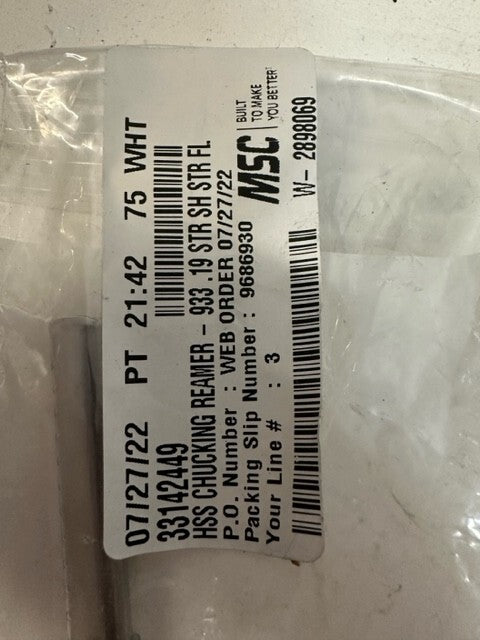 07/27/22 PT 21:42 75 WHT
33142449
HSS CHUCKING REAMER - 933 .19 STR SH STR FL
P.O. Number : WEB ORDER 07/27/22
Packing Slip Number : 9686930
Your Line # : 3
MSC
BUILT
TO MAKE
YOU BETTER
W- 2898069